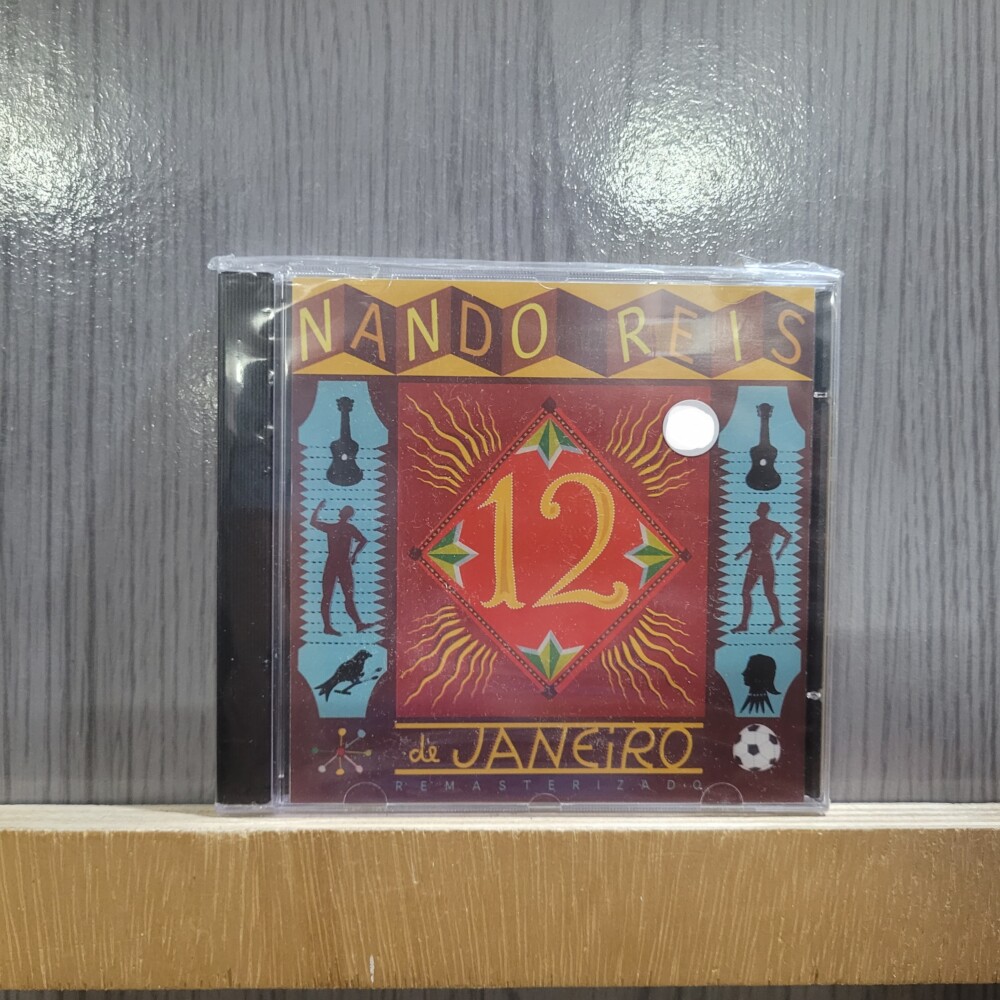 NANDO REIS
12
de JANEiRO
REMASTERIZADO